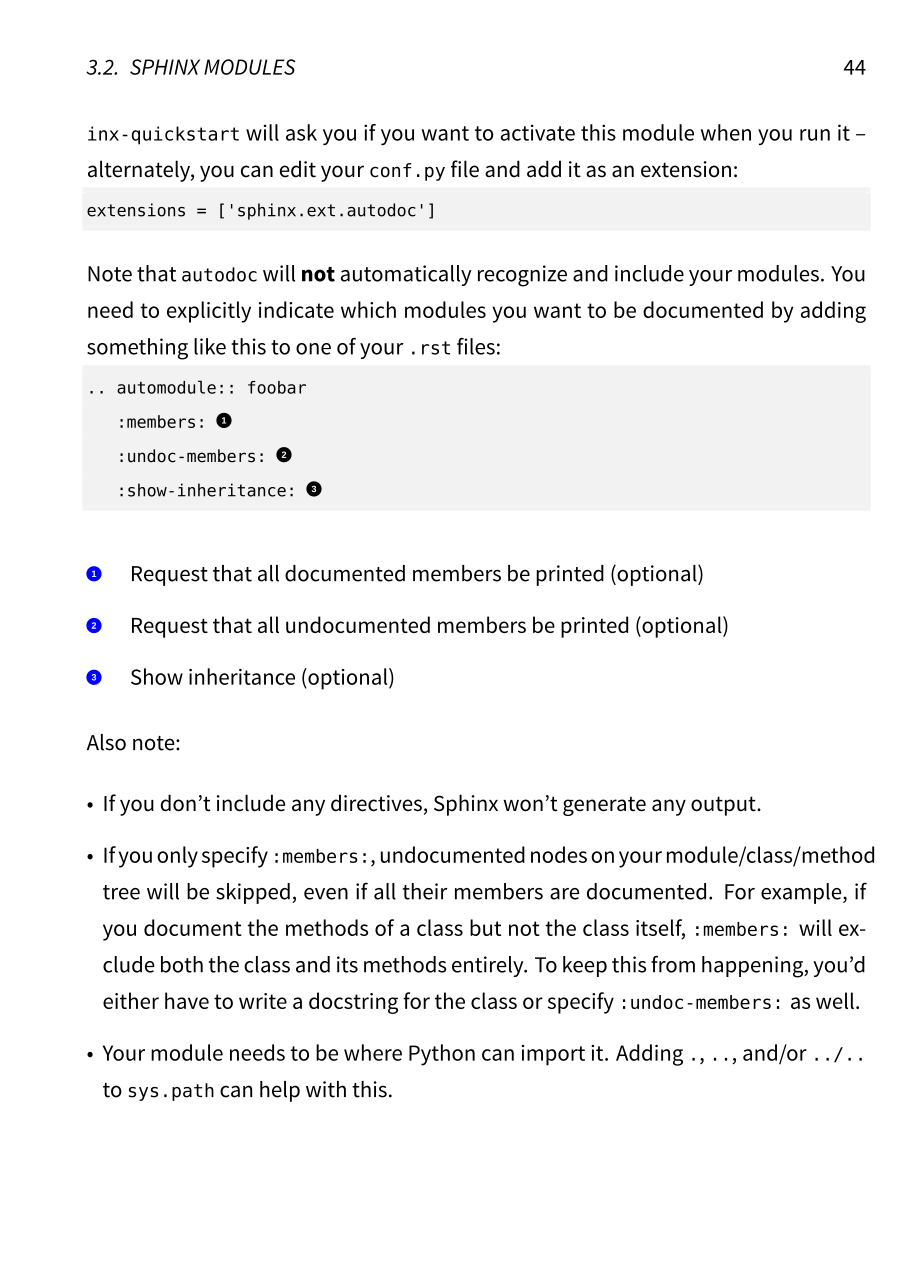 3.2. SPHINX MODULES 44
inx-quickstart will ask you if you want to activate this module when you run it –
alternately, you can edit your conf.py file and add it as an extension:
extensions = ['sphinx.ext.autodoc']
Note that autodoc will not automatically recognize and include your modules. You
need to explicitly indicate which modules you want to be documented by adding
something like this to one of your .rst files:
.. automodule:: foobar
   :members: ❶
   :undoc-members: ❷
   :show-inheritance: ❸
❶ Request that all documented members be printed (optional)
❷ Request that all undocumented members be printed (optional)
❸ Show inheritance (optional)
Also note:
• If you don’t include any directives, Sphinx won’t generate any output.
• If you only specify :members:, undocumented nodes on your module/class/method
tree will be skipped, even if all their members are documented. For example, if
you document the methods of a class but not the class itself, :members: will ex-
clude both the class and its methods entirely. To keep this from happening, you’d
either have to write a docstring for the class or specify :undoc-members: as well.
• Your module needs to be where Python can import it. Adding ., .., and/or ../..
to sys.path can help with this.